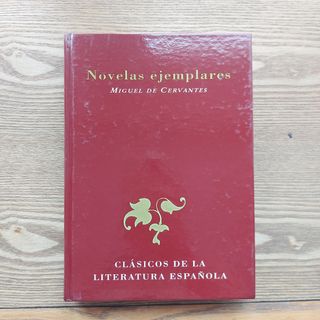 Novelas ejemplares
MIGUEL DE CERVANTES
CLÁSICOS DE LA
LITERATURA ESPAÑOLA